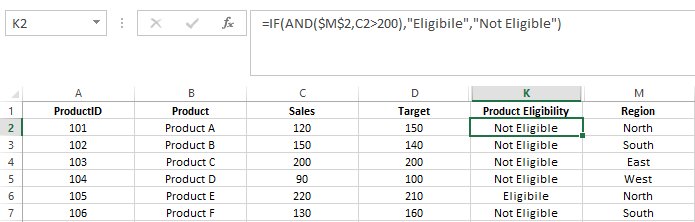 K2 fx =IF(AND($M$2,C2>200),"Eligibile","Not Eligible")
A B C D K M
1 ProductID Product Sales Target Product Eligibility Region
2 101 Product A 120 150 Not Eligible North
3 102 Product B 150 140 Not Eligible South
4 103 Product C 200 200 Not Eligible East
5 104 Product D 90 100 Not Eligible West
6 105 Product E 220 210 Eligibile North
7 106 Product F 130 160 Not Eligible South